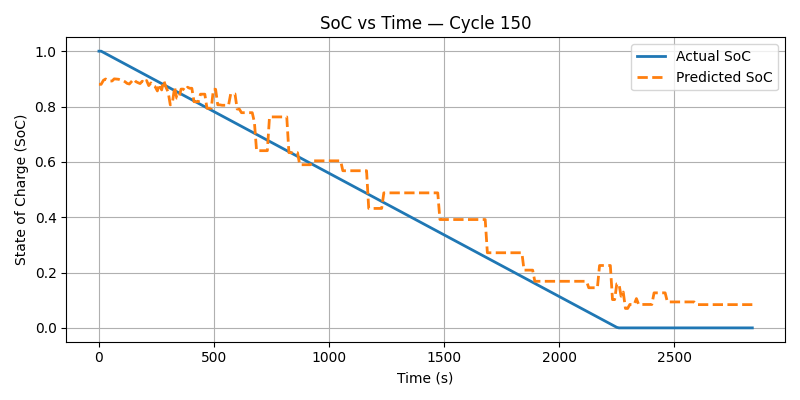 SoC vs Time — Cycle 150
Actual SoC
Predicted SoC
State of Charge (SoC)
1.0
0.8
0.6
0.4
0.2
0.0
0
500
1000
1500
2000
2500
Time (s)